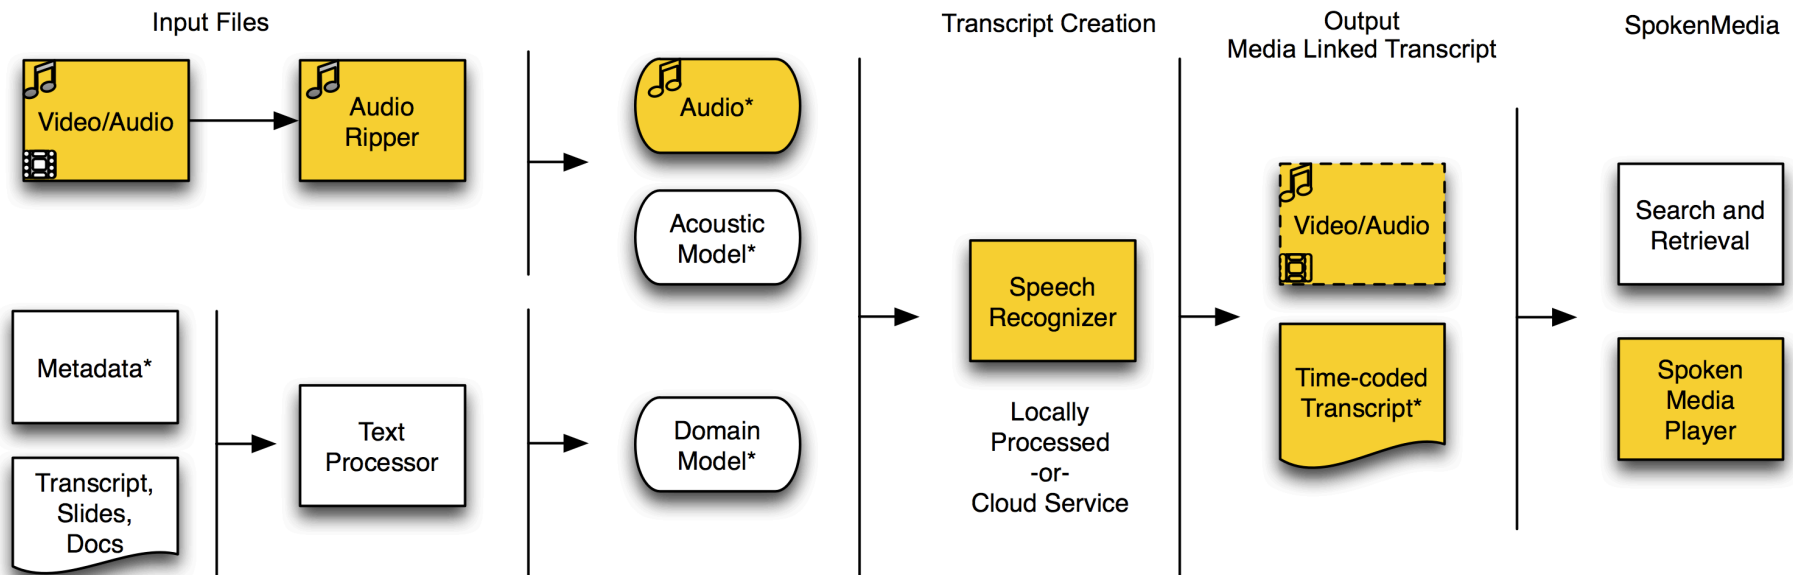 Input Files
Transcript Creation
Output
Media Linked Transcript
SpokenMedia
Video/Audio
Audio
Ripper
Audio*
Acoustic
Model*
Metadata*
Transcript,
Slides,
Docs
Text
Processor
Domain
Model*
Speech
Recognizer
Locally
Processed
-or-
Cloud Service
Video/Audio
Time-coded
Transcript*
Search and
Retrieval
Spoken
Media
Player